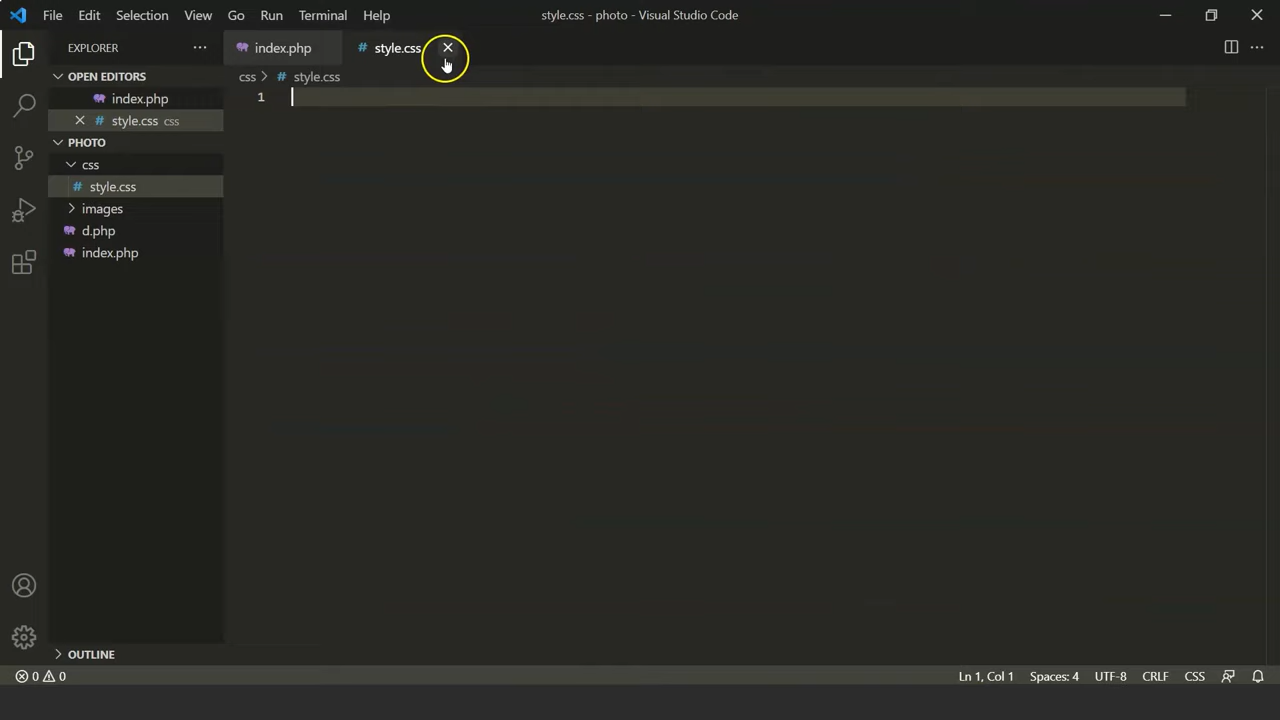 File Edit Selection View Go Run Terminal Help style.css - photo - Visual Studio Code
EXPLORER index.php # style.css
OPEN EDITORS css # style.css
index.php 1
# style.css css
PHOTO
css
# style.css
images
d.php
index.php
OUTLINE
0 0 Ln 1, Col 1 Spaces: 4 UTF-8 CRLF CSS